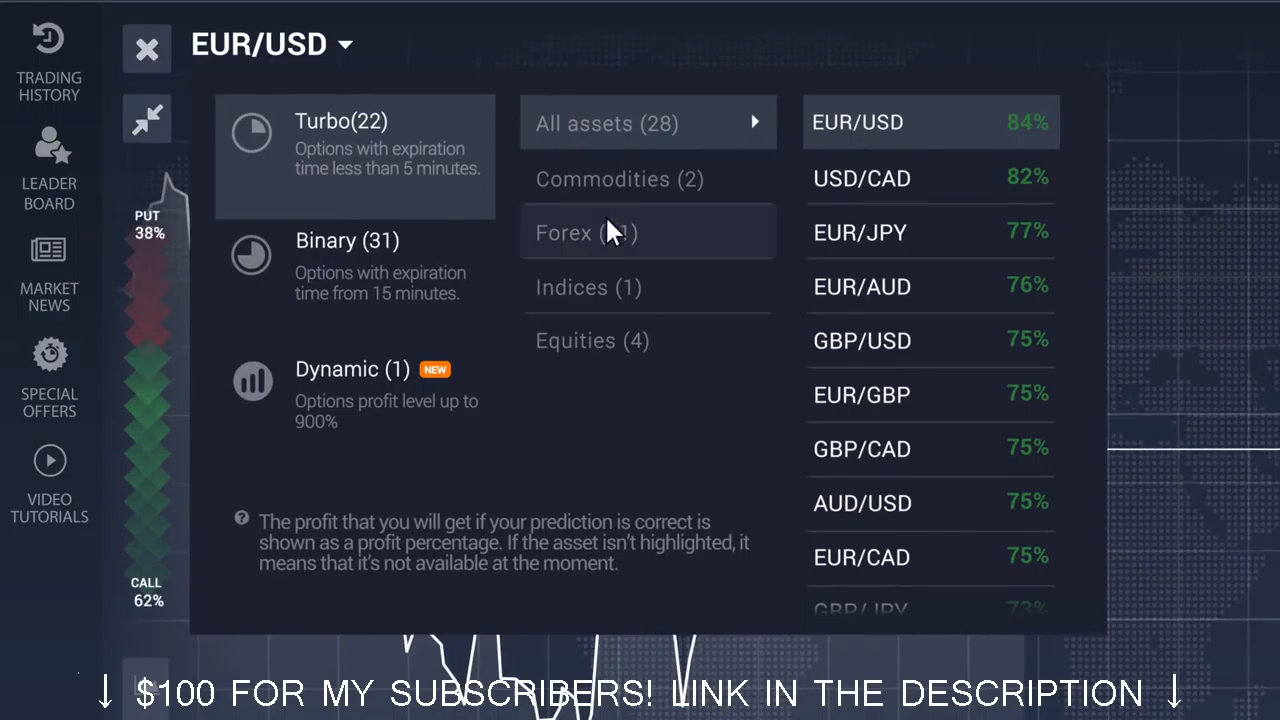 EUR/USD
TRADING
HISTORY
LEADER
BOARD
MARKET
NEWS
SPECIAL
OFFERS
VIDEO
TUTORIALS
PUT
38%
CALL
62%
Turbo(22)
Options with expiration
time less than 5 minutes.
Binary (31)
Options with expiration
time from 15 minutes.
Dynamic (1) NEW
Options profit level up to
900%
All assets (28)
Commodities (2)
Forex
Indices (1)
Equities (4)
EUR/USD 84%
USD/CAD 82%
EUR/JPY 77%
EUR/AUD 76%
GBP/USD 75%
EUR/GBP 75%
GBP/CAD 75%
AUD/USD 75%
EUR/CAD 75%
GBP/JPY 73%
The profit that you will get if your prediction is correct is
shown as a profit percentage. If the asset isn't highlighted, it
means that it's not available at the moment.
↓ $100 FOR MY SUBSCRIBERS! LINK IN THE DESCRIPTION ↓